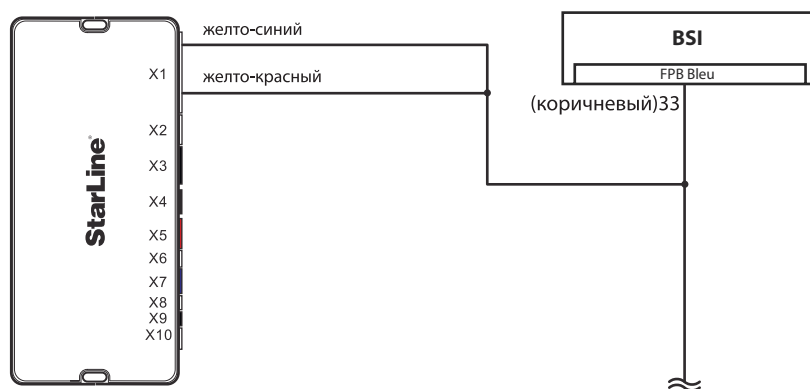 желто-синий
BSI
X1
желто-красный
FPB Bleu
(коричневый)33
X2
StarLine®
X3
X4
X5
X6
X7
X8
X9
X10